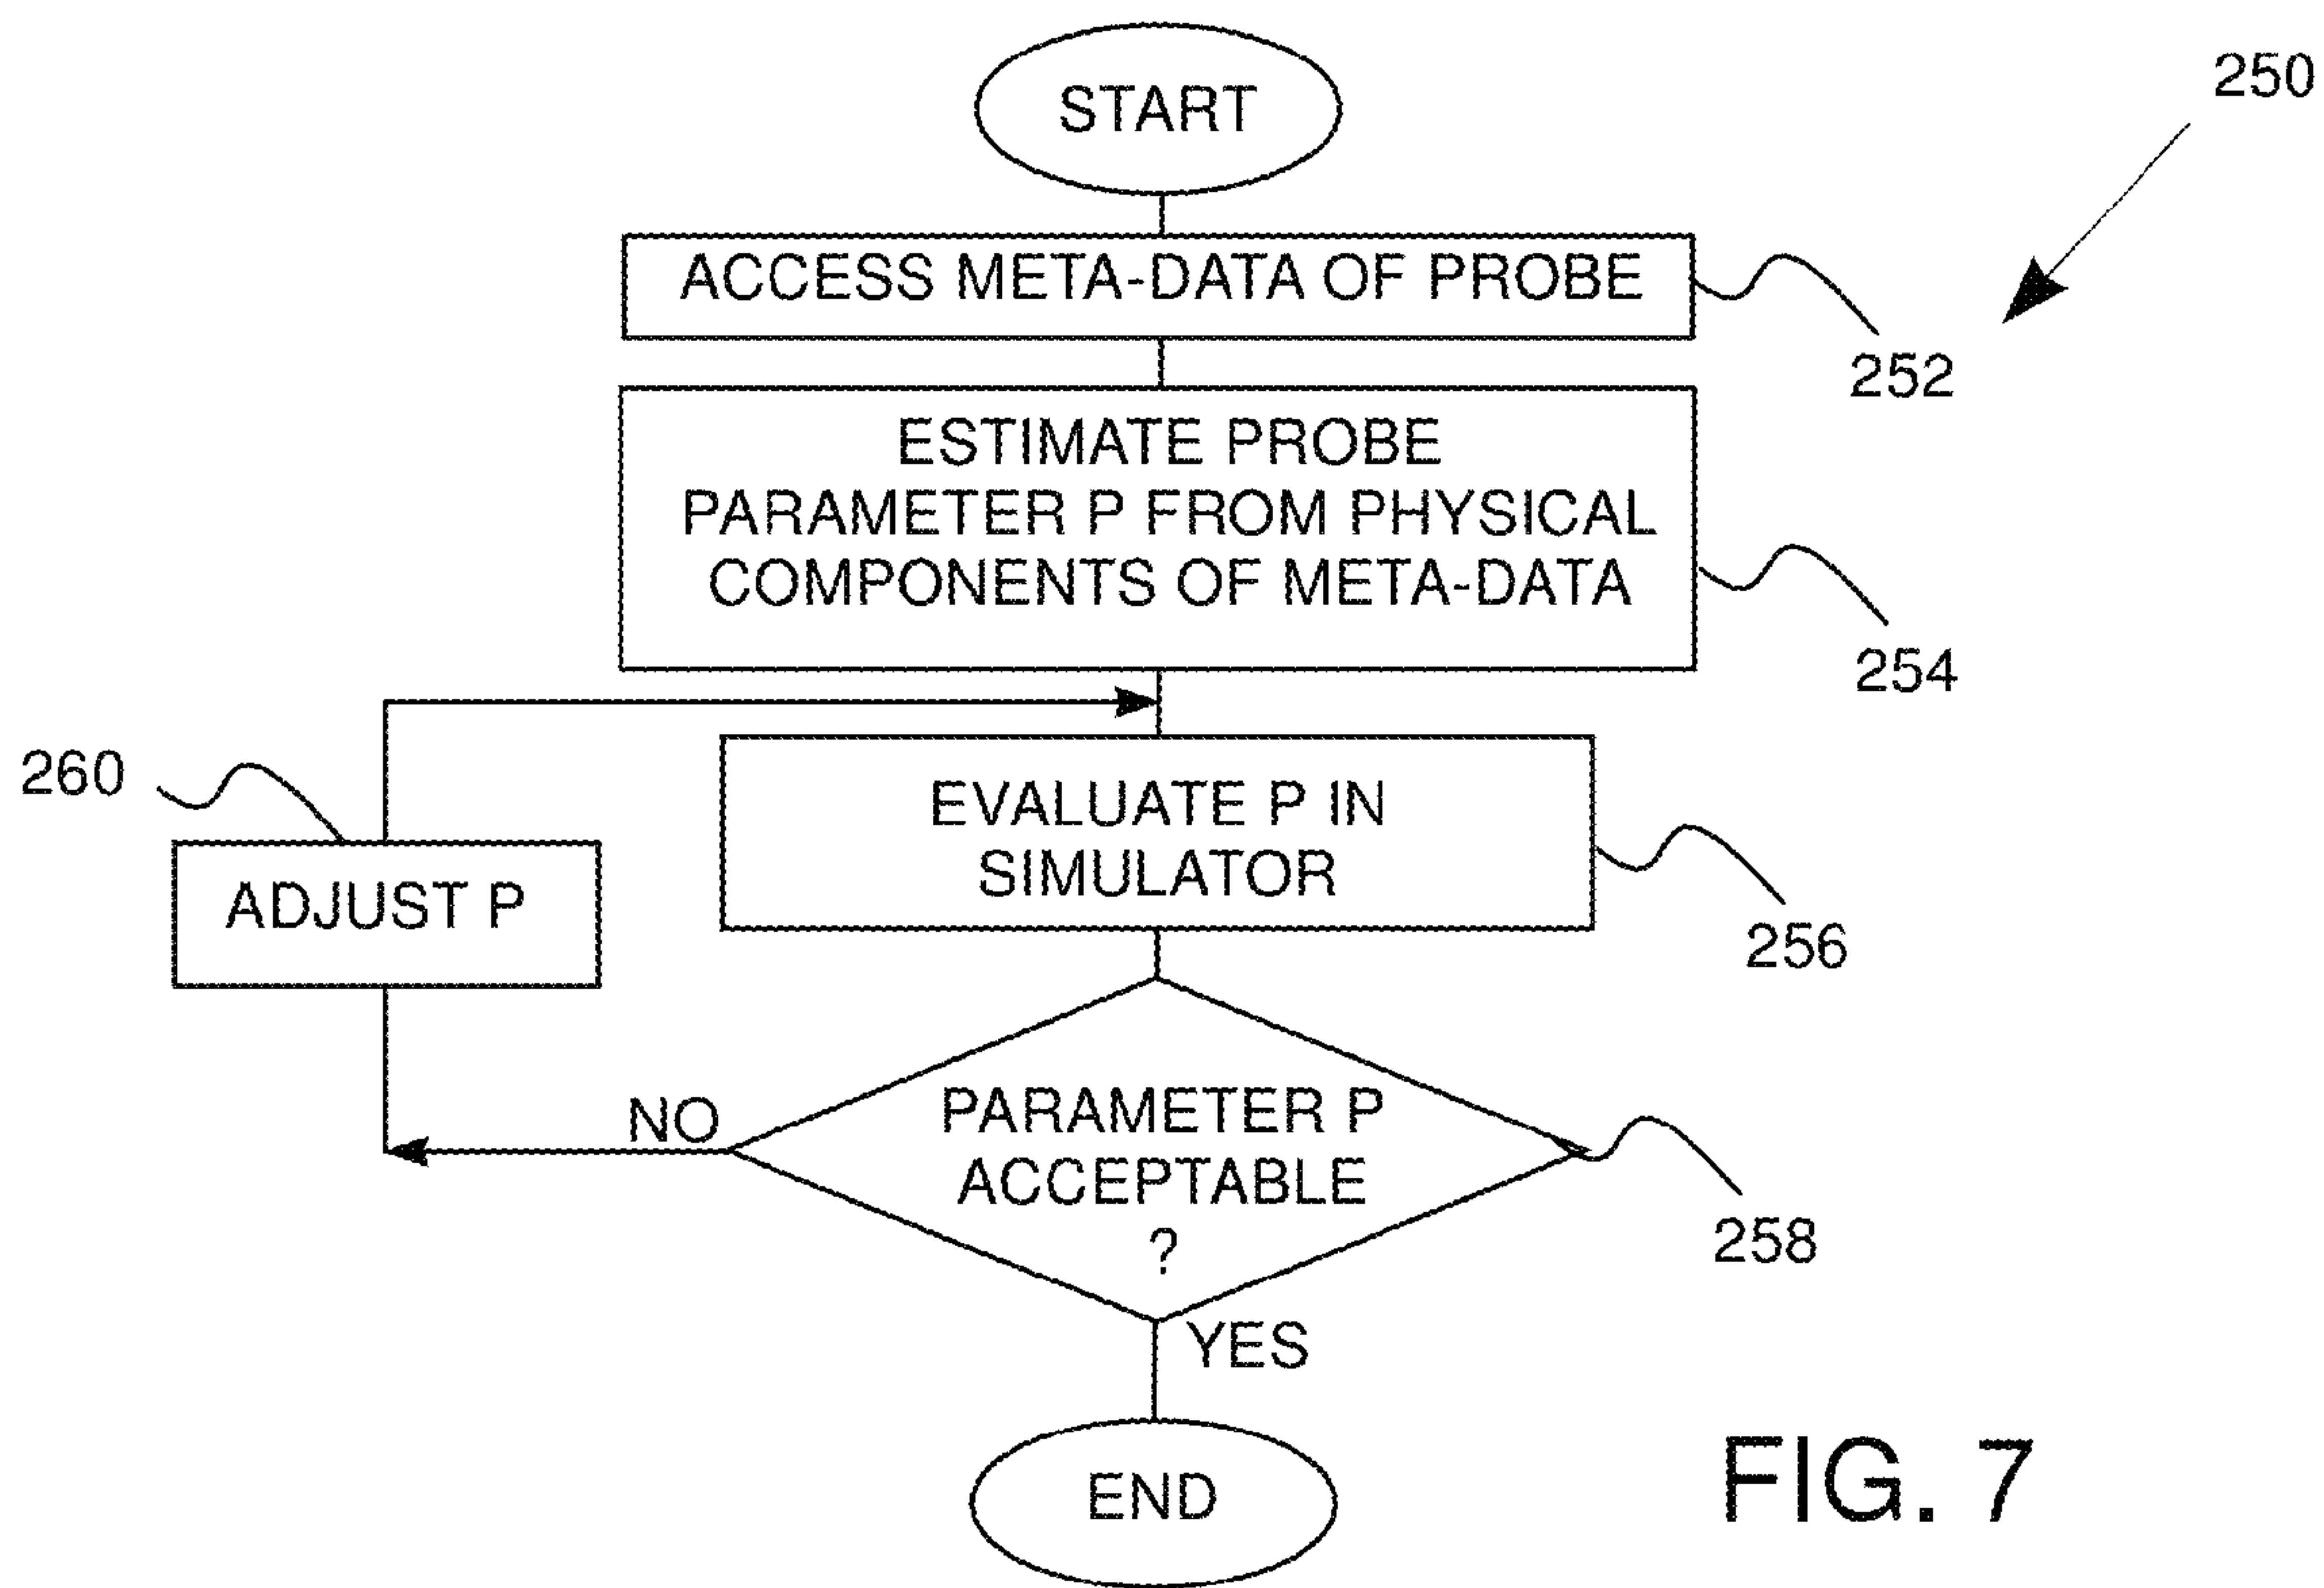 START
250
ACCESS META-DATA OF PROBE
252
ESTIMATE PROBE
PARAMETER P FROM PHYSICAL
COMPONENTS OF META-DATA
254
260
ADJUST P
EVALUATE P IN
SIMULATOR
256
NO
PARAMETER P
ACCEPTABLE
?
258
YES
END
FIG. 7